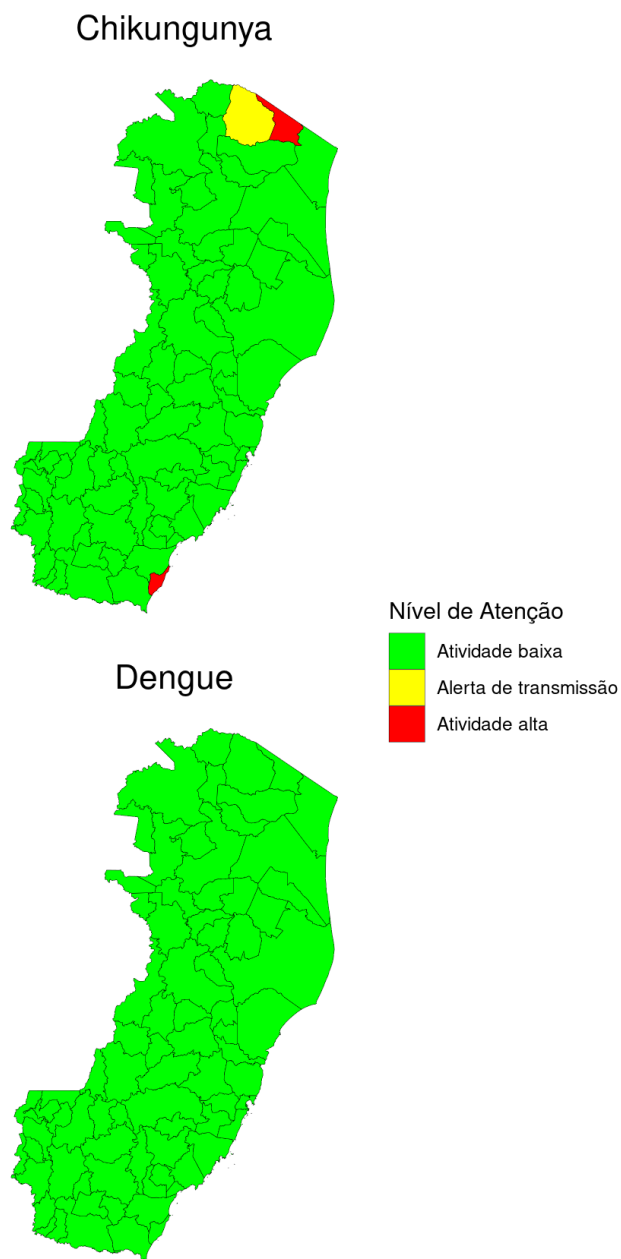 Chikungunya
Nível de Atenção
Atividade baixa
Alerta de transmissão
Atividade alta
Dengue